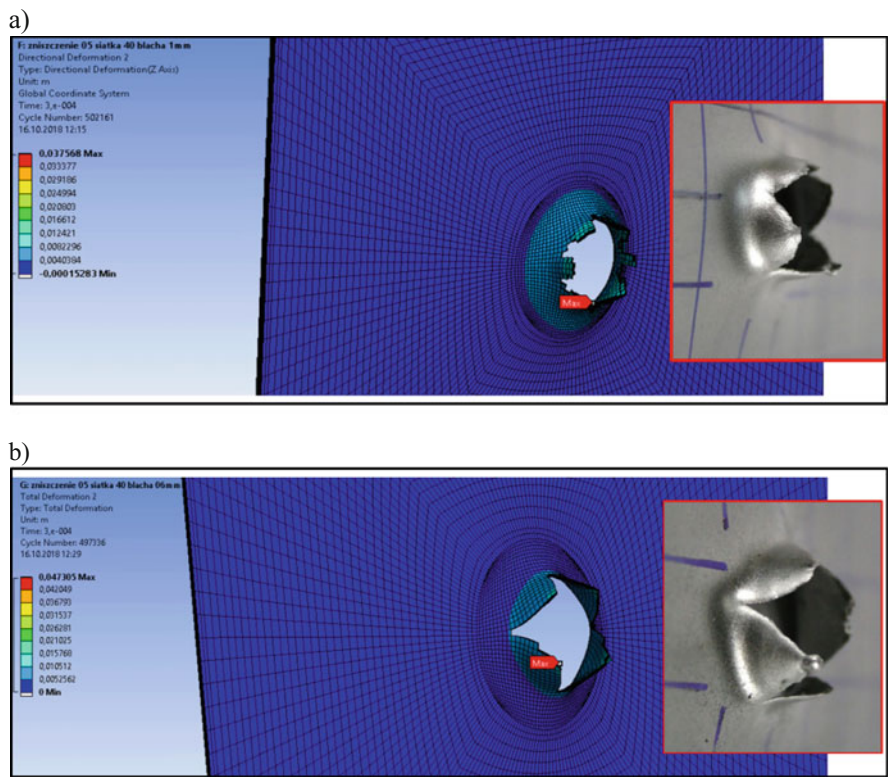 a)
F: zniszczenie 05 siatka 40 blacha 1mm
Directional Deformation 2
Type: Directional Deformation(Z Axis)
Unit: m
Global Coordinate System
Time: 3,e-004
Cycle Number: 502161
16.10.2018 12:15
0,037568 Max
0,033377
0,029186
0,024994
0,020803
0,016612
0,012421
0,0082296
0,0040384
-0,00015283 Min
Max
b)
G: zniszczenie 05 siatka 40 blacha 06mm
Total Deformation 2
Type: Total Deformation
Unit: m
Time: 3,e-004
Cycle Number: 497336
16.10.2018 12:29
0,047305 Max
0,042049
0,036793
0,031537
0,026281
0,021025
0,015768
0,010512
0,0052562
0 Min
Max